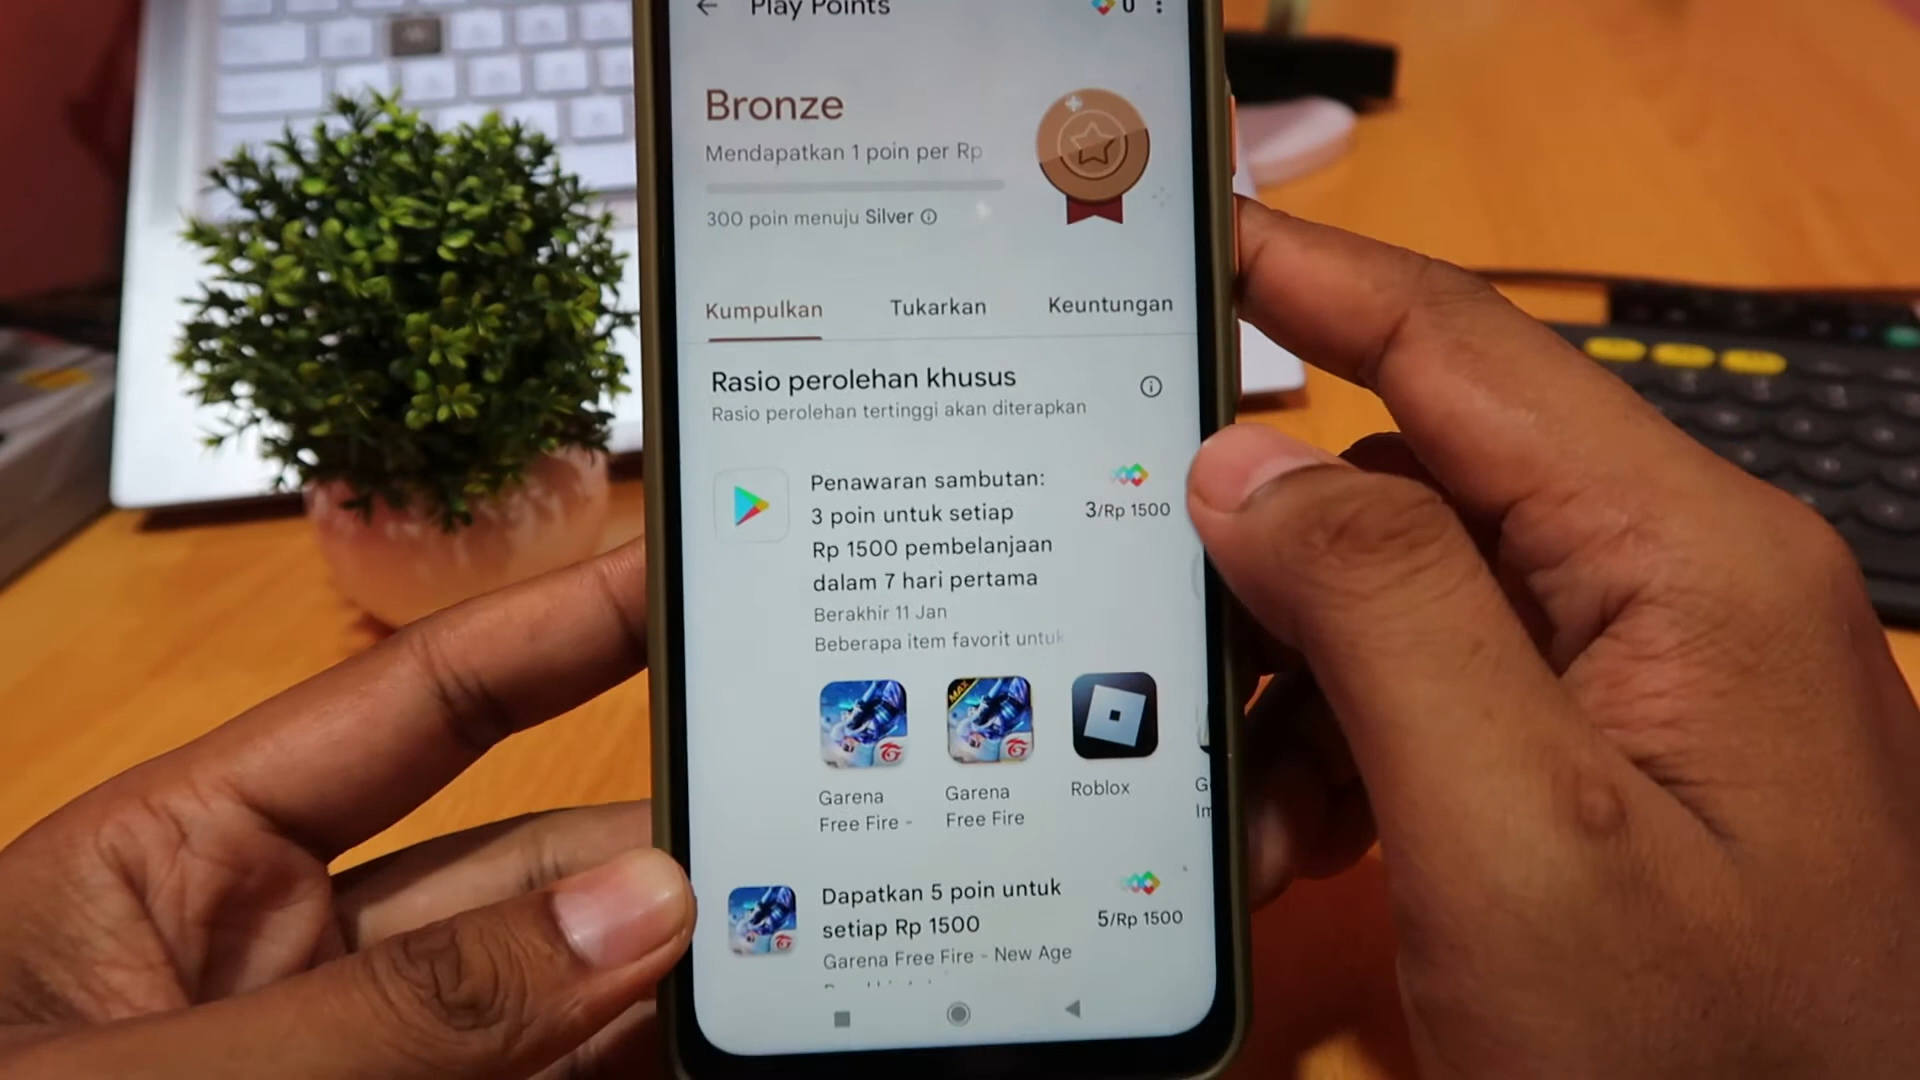 Play Points
0
Bronze
Mendapatkan 1 poin per Rp
300 poin menuju Silver
Kumpulkan
Tukarkan
Keuntungan
Rasio perolehan khusus
Rasio perolehan tertinggi akan diterapkan
Penawaran sambutan:
3 poin untuk setiap
Rp 1500 pembelanjaan
dalam 7 hari pertama
3/Rp 1500
Berakhir 11 Jan
Beberapa item favorit untuk
MAX
Garena
Free Fire -
Garena
Free Fire
Roblox
Dapatkan 5 poin untuk
setiap Rp 1500
5/Rp 1500
Garena Free Fire - New Age